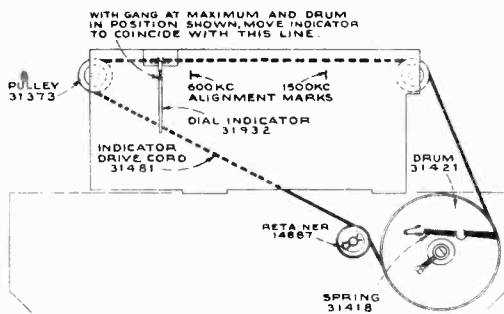 WITH GANG AT MAXIMUM AND DRUM
IN POSITION SHOWN, MOVE INDICATOR
TO COINCIDE WITH THIS LINE.
PULLEY
31373
600KC
1500KC
ALIGNMENT MARKS
DIAL INDICATOR
31932
INDICATOR
DRIVE CORD
31481
DRUM
31421
RETAINER
14887
SPRING
31418